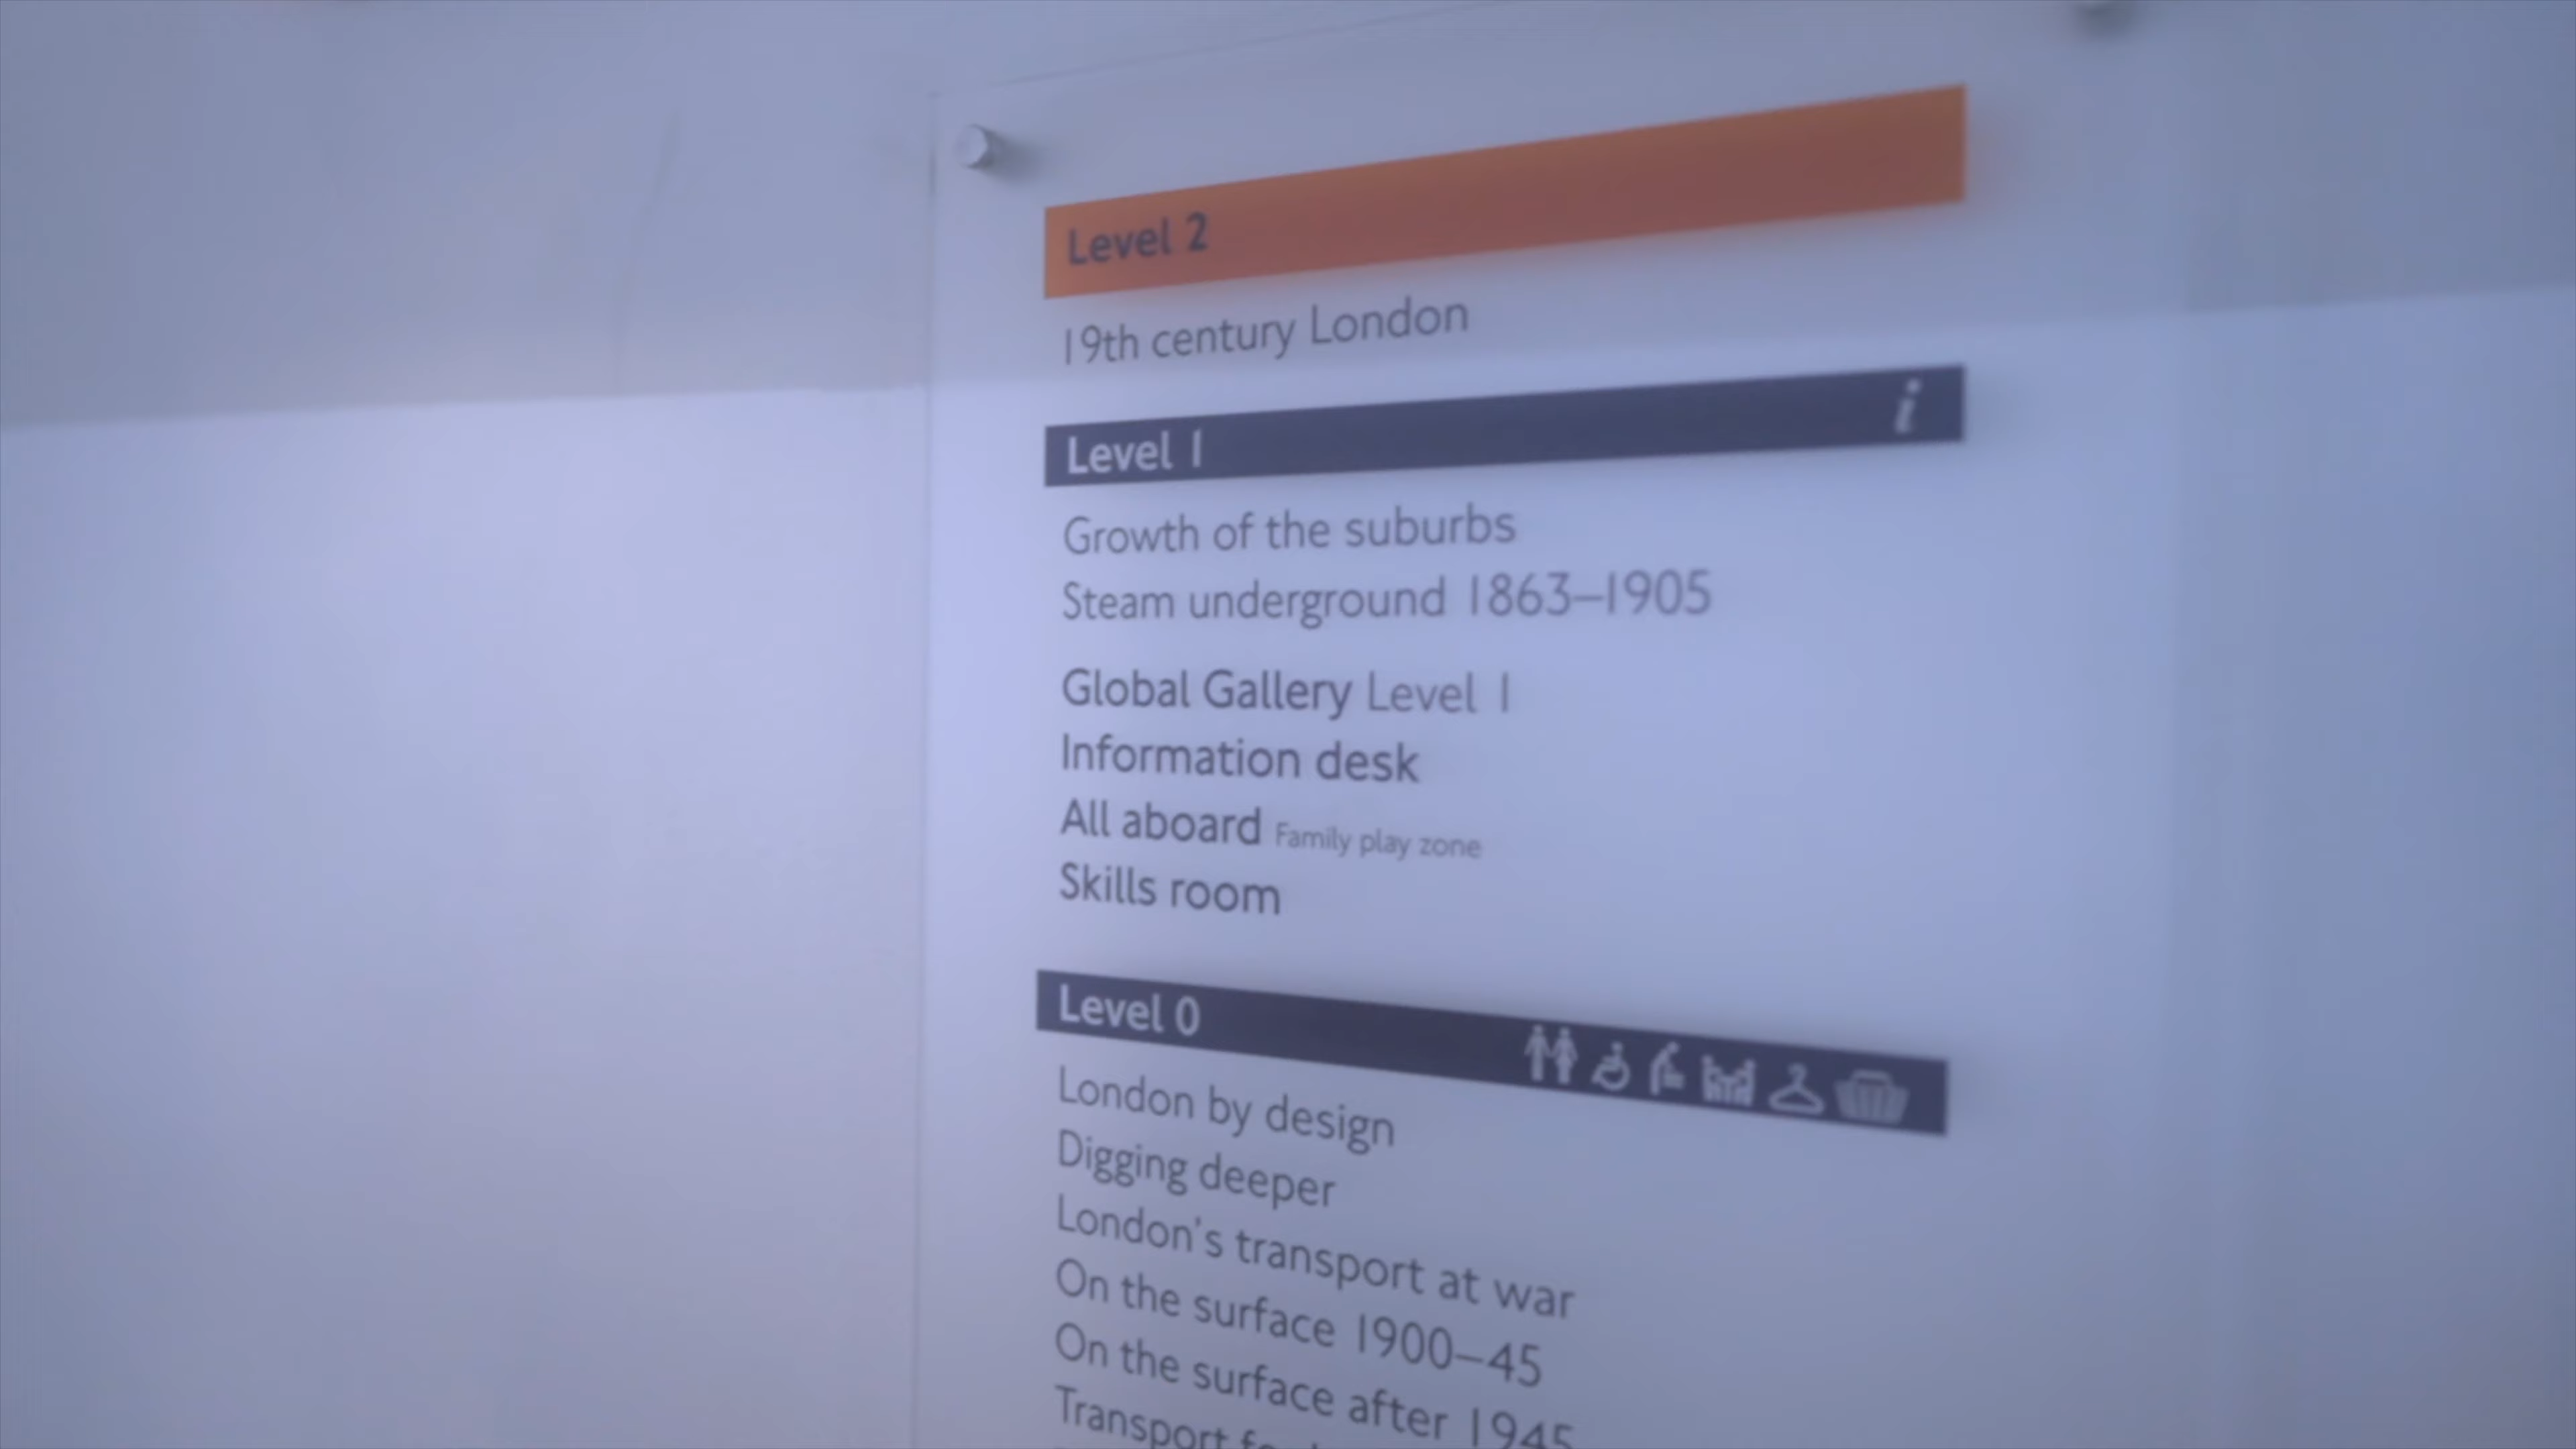 Level 2
19th century London
Level 1 i
Growth of the suburbs
Steam underground 1863–1905
Global Gallery Level 1
Information desk
All aboard Family play zone
Skills room
Level 0
London by design
Digging deeper
London's transport at war
On the surface 1900–45
On the surface after 1945
Transport